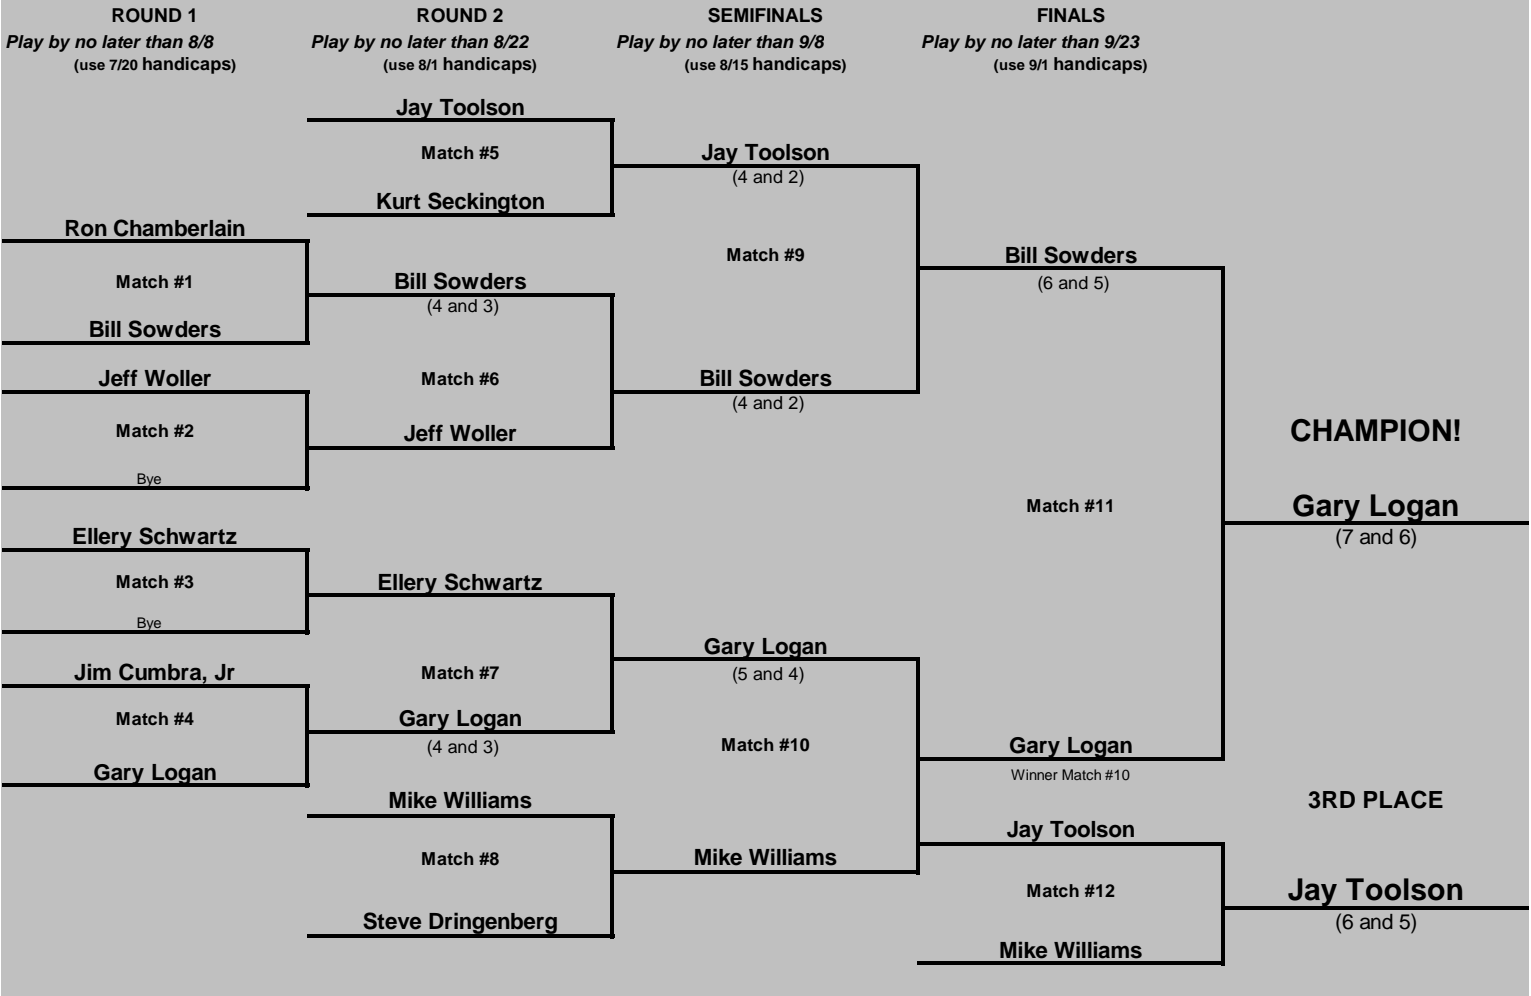 ROUND 1
Play by no later than 8/8
(use 7/20 handicaps)
ROUND 2
Play by no later than 8/22
(use 8/1 handicaps)
SEMIFINALS
Play by no later than 9/8
(use 8/15 handicaps)
FINALS
Play by no later than 9/23
(use 9/1 handicaps)
Ron Chamberlain
Match #1
Bill Sowders
Jeff Woller
Match #2
Bye
Ellery Schwartz
Match #3
Bye
Jim Cumbra, Jr
Match #4
Gary Logan
Jay Toolson
Match #5
Kurt Seckington
Bill Sowders
(4 and 3)
Match #6
Jeff Woller
Ellery Schwartz
Match #7
Gary Logan
(4 and 3)
Mike Williams
Match #8
Steve Dringenberg
Jay Toolson
(4 and 2)
Match #9
Bill Sowders
(4 and 2)
Gary Logan
(5 and 4)
Match #10
Mike Williams
Bill Sowders
(6 and 5)
Match #11
Gary Logan
Winner Match #10
Jay Toolson
Match #12
Mike Williams
CHAMPION!
Gary Logan
(7 and 6)
3RD PLACE
Jay Toolson
(6 and 5)